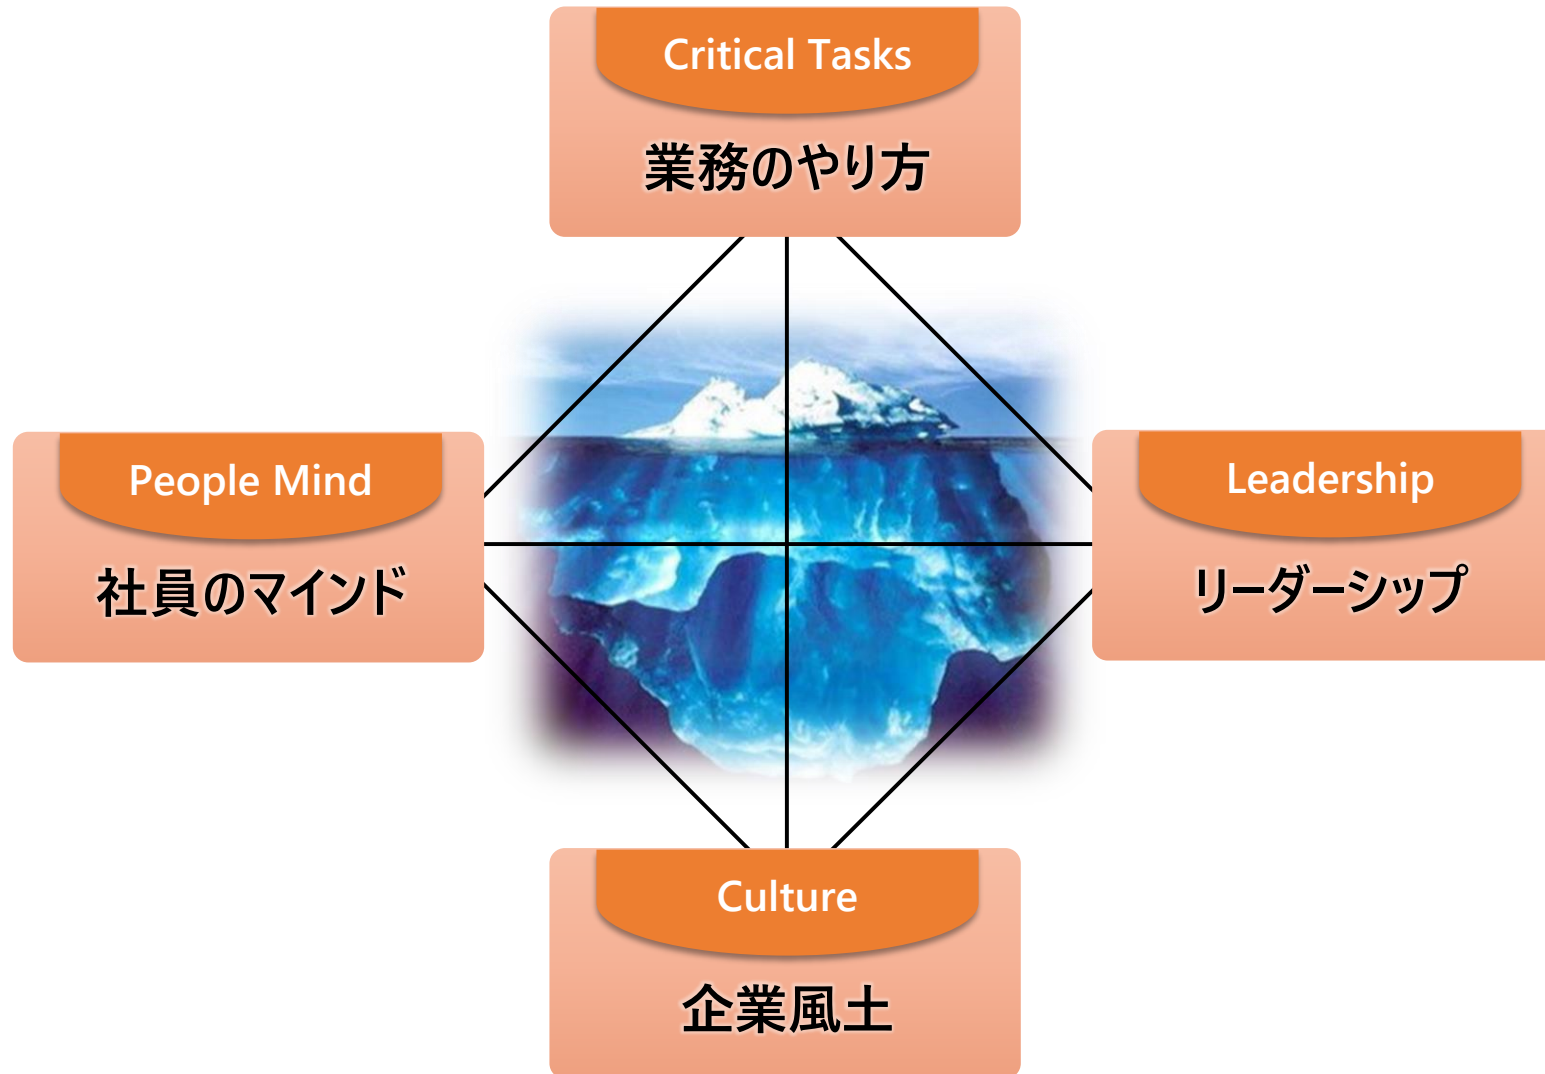 Critical Tasks
業務のやり方
People Mind
社員のマインド
Leadership
リーダーシップ
Culture
企業風土